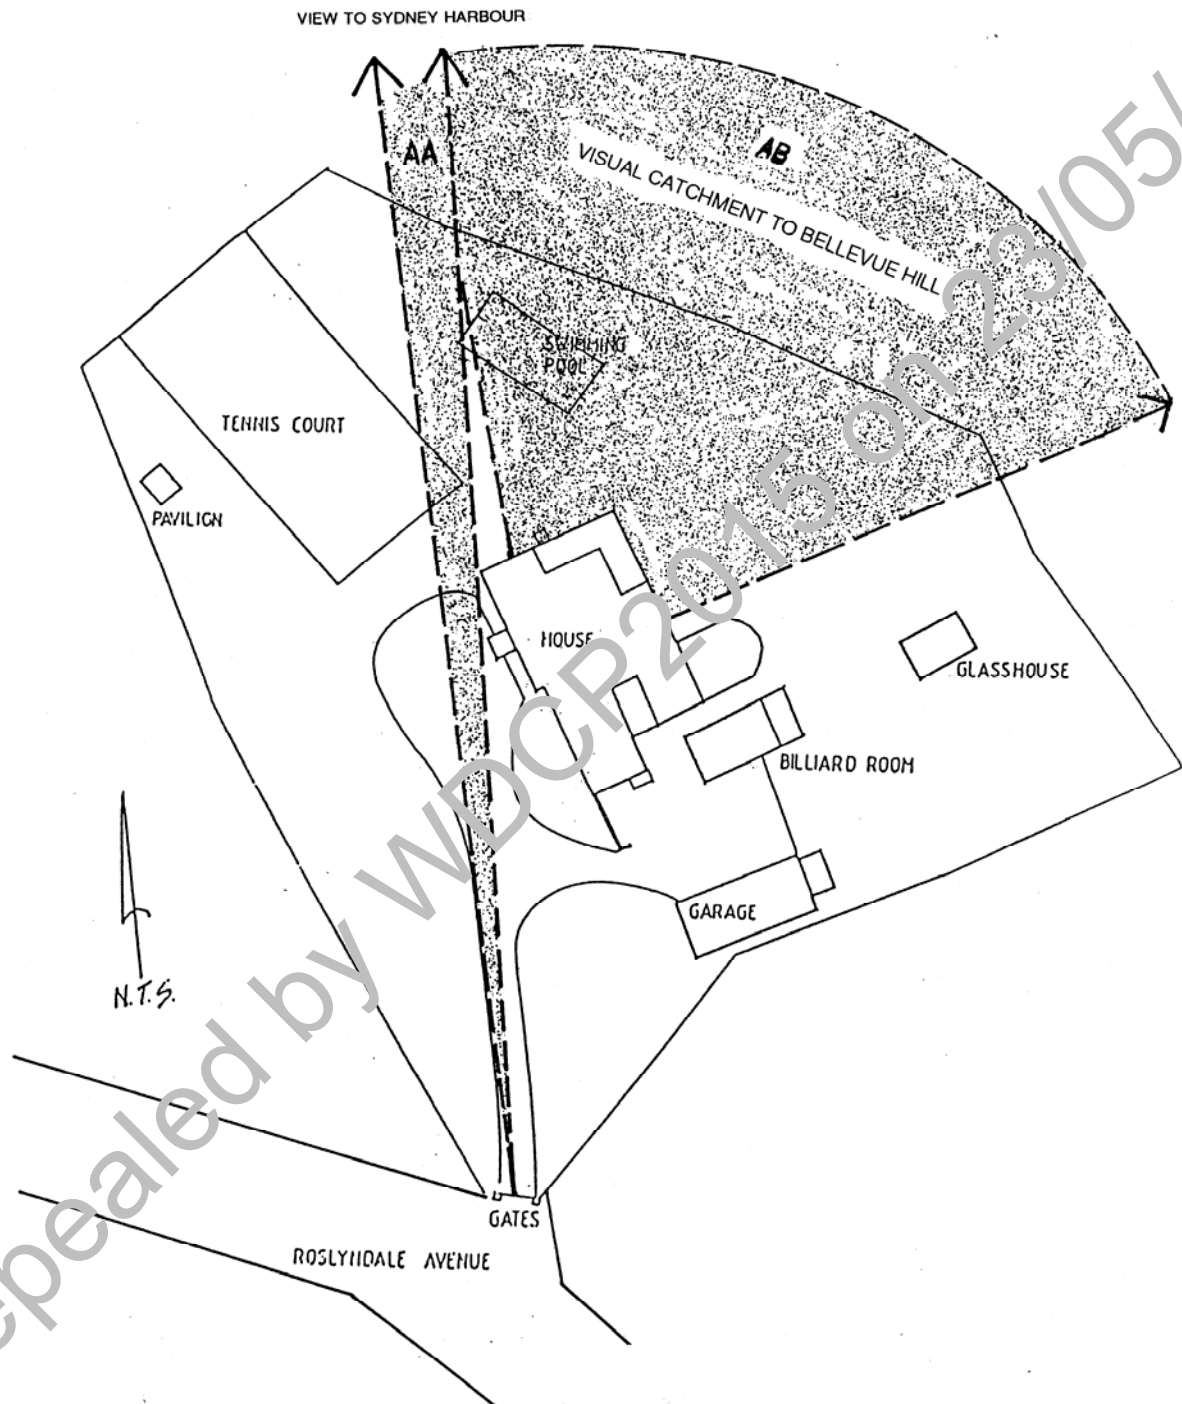 VIEW TO SYDNEY HARBOUR
AA
AB
VISUAL CATCHMENT TO BELLEVUE HILL
SWIMMING
POOL
TENNIS COURT
PAVILION
HOUSE
GLASSHOUSE
BILLIARD ROOM
GARAGE
N.T.S.
GATES
ROSLYNDALE AVENUE
epealed by WDCP2015 on 23/05/